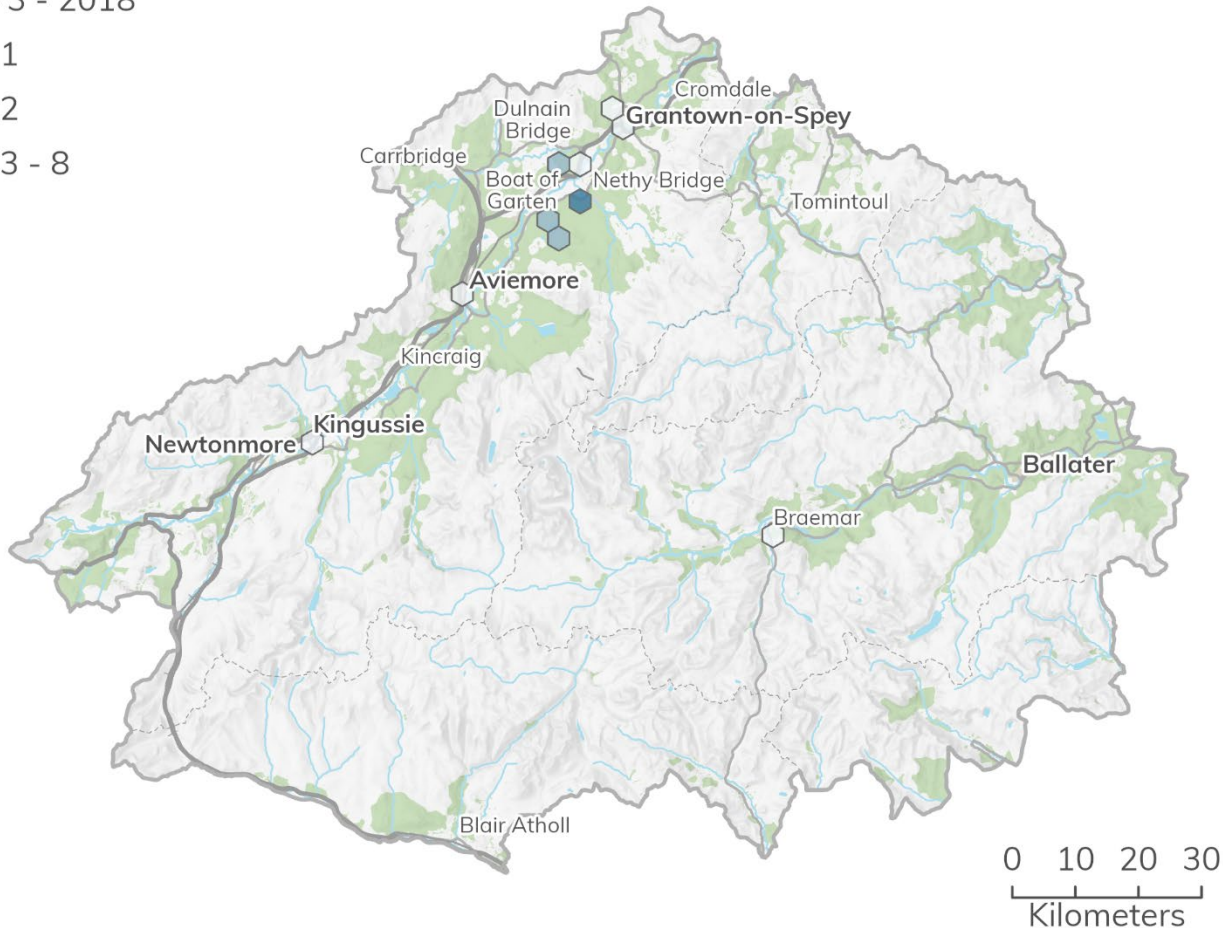 3 - 2018
1
2
3 - 8
Cromdale
Dulnain
Bridge
Grantown-on-Spey
Carrbridge
Boat of
Garten
Nethy Bridge
Tomintoul
Aviemore
Kincraig
Kingussie
Newtonmore
Ballater
Braemar
Blair Atholl
0 10 20 30
Kilometers